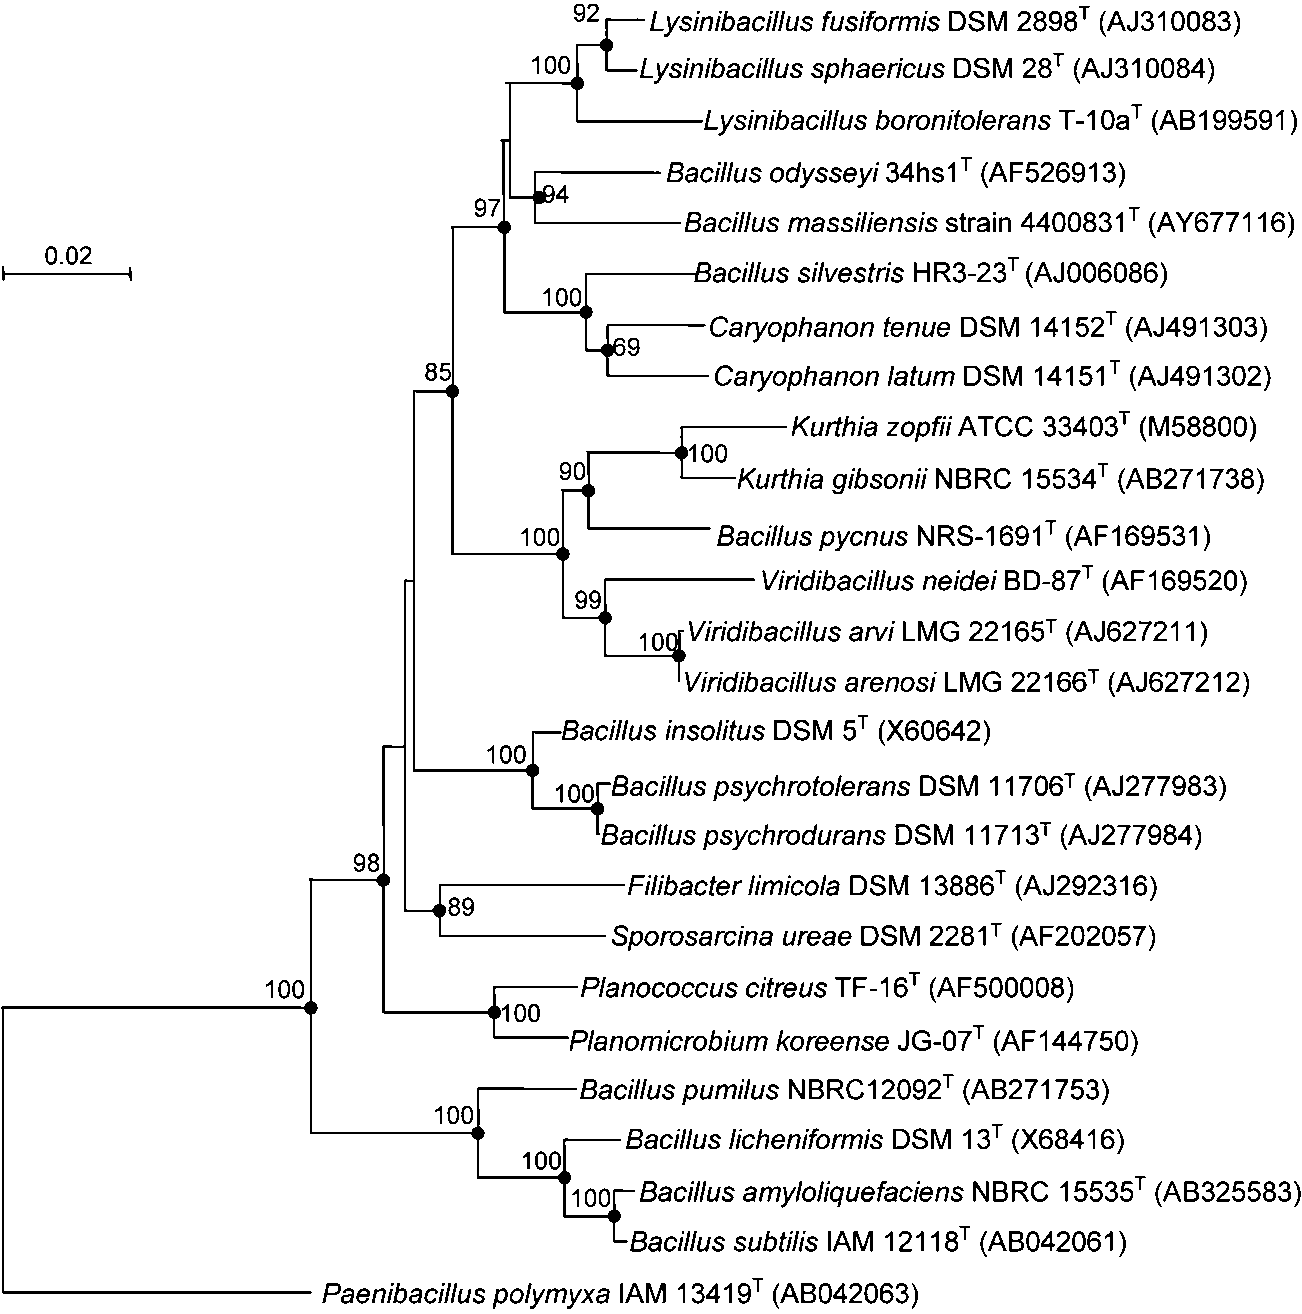 92
Lysinibacillus fusiformis DSM 2898T (AJ310083)
100
Lysinibacillus sphaericus DSM 28T (AJ310084)
Lysinibacillus boronitolerans T-10aT (AB199591)
Bacillus odysseyi 34hs1T (AF526913)
94
97
Bacillus massiliensis strain 4400831T (AY677116)
0.02
Bacillus silvestris HR3-23T (AJ006086)
100
Caryophanon tenue DSM 14152T (AJ491303)
69
85
Caryophanon latum DSM 14151T (AJ491302)
Kurthia zopfii ATCC 33403T (M58800)
100
90
Kurthia gibsonii NBRC 15534T (AB271738)
100
Bacillus pycnus NRS-1691T (AF169531)
Viridibacillus neidei BD-87T (AF169520)
99
Viridibacillus arvi LMG 22165T (AJ627211)
100
Viridibacillus arenosi LMG 22166T (AJ627212)
Bacillus insolitus DSM 5T (X60642)
100
Bacillus psychrotolerans DSM 11706T (AJ277983)
100
Bacillus psychrodurans DSM 11713T (AJ277984)
98
Filibacter limicola DSM 13886T (AJ292316)
89
Sporosarcina ureae DSM 2281T (AF202057)
100
Planococcus citreus TF-16T (AF500008)
100
Planomicrobium koreense JG-07T (AF144750)
Bacillus pumilus NBRC12092T (AB271753)
100
Bacillus licheniformis DSM 13T (X68416)
100
Bacillus amyloliquefaciens NBRC 15535T (AB325583)
100
Bacillus subtilis IAM 12118T (AB042061)
Paenibacillus polymyxa IAM 13419T (AB042063)